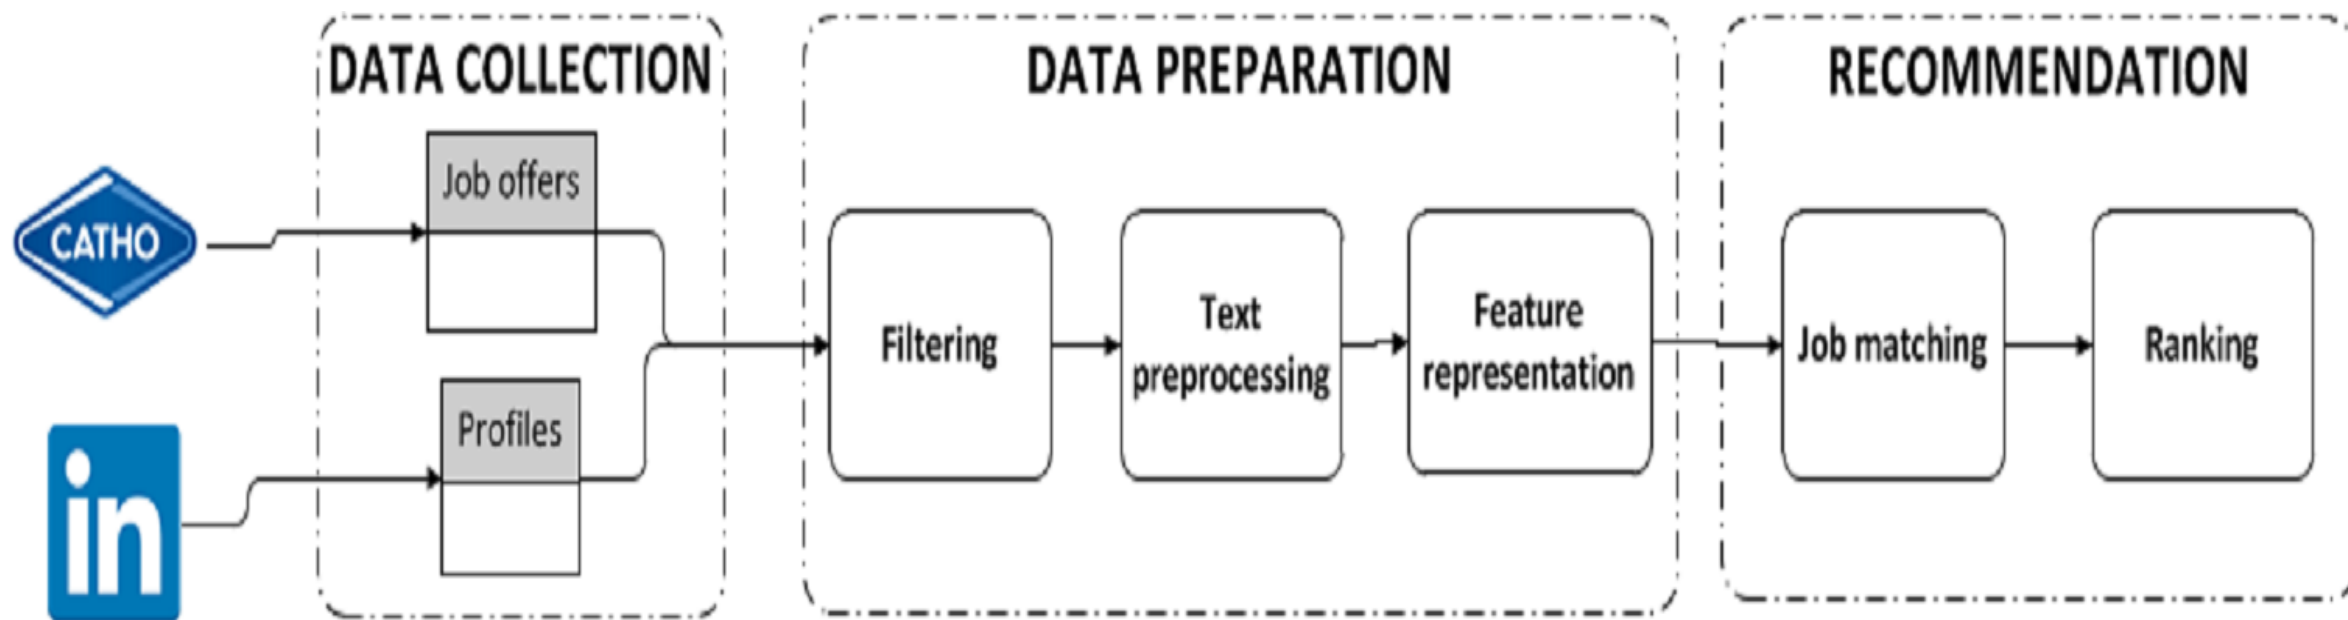 DATA COLLECTION
Job offers
CATHO
Profiles
in
DATA PREPARATION
Filtering
Text
preprocessing
Feature
representation
RECOMMENDATION
Job matching
Ranking